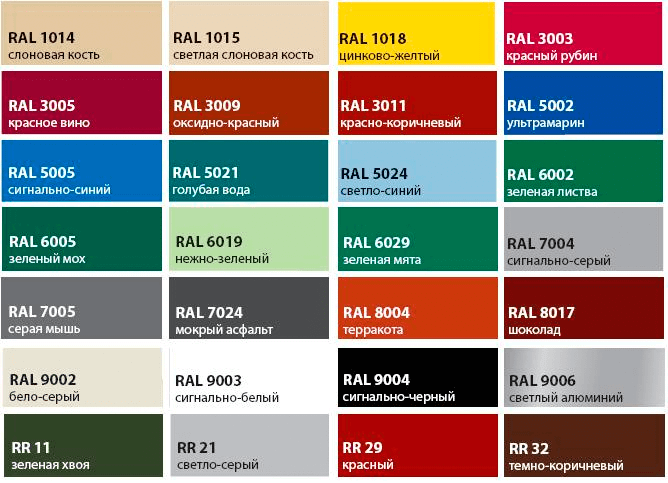 RAL 1014
слоновая кость
RAL 1015
светлая слоновая кость
RAL 1018
цинково-желтый
RAL 3003
красный рубин
RAL 3005
красное вино
RAL 3009
оксидно-красный
RAL 3011
красно-коричневый
RAL 5002
ультрамарин
RAL 5005
сигнально-синий
RAL 5021
голубая вода
RAL 5024
светло-синий
RAL 6002
зеленая листва
RAL 6005
зеленый мох
RAL 6019
нежно-зеленый
RAL 6029
зеленая мята
RAL 7004
сигнально-серый
RAL 7005
серая мышь
RAL 7024
мокрый асфальт
RAL 8004
терракота
RAL 8017
шоколад
RAL 9002
бело-серый
RAL 9003
сигнально-белый
RAL 9004
сигнально-черный
RAL 9006
светлый алюминий
RR 11
зеленая хвоя
RR 21
светло-серый
RR 29
красный
RR 32
темно-коричневый